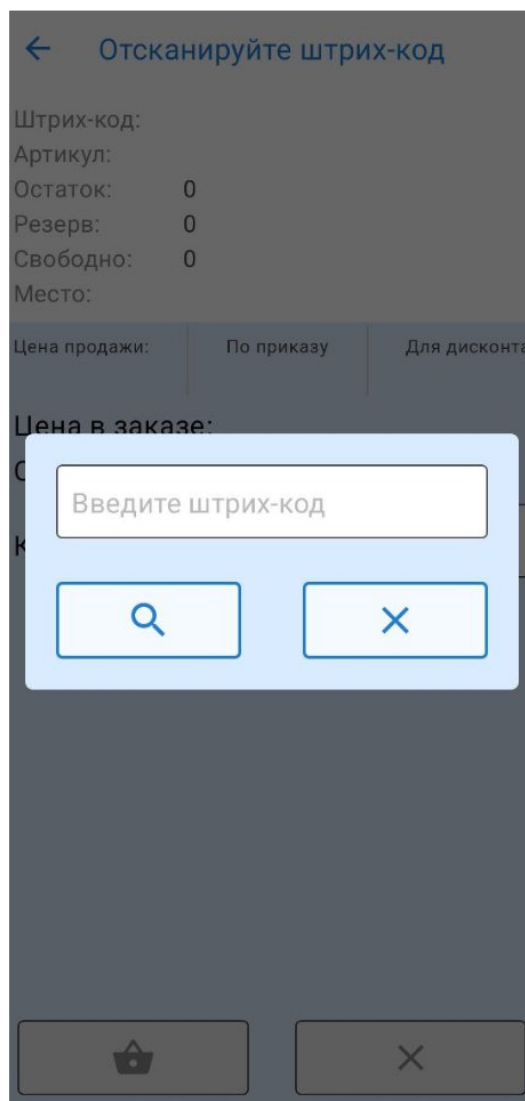 Отсканируйте штрих-код
Штрих-код:
Артикул:
Остаток: 0
Резерв: 0
Свободно: 0
Место:
Цена продажи: По приказу Для дисконта
Цена в заказе:
Введите штрих-код